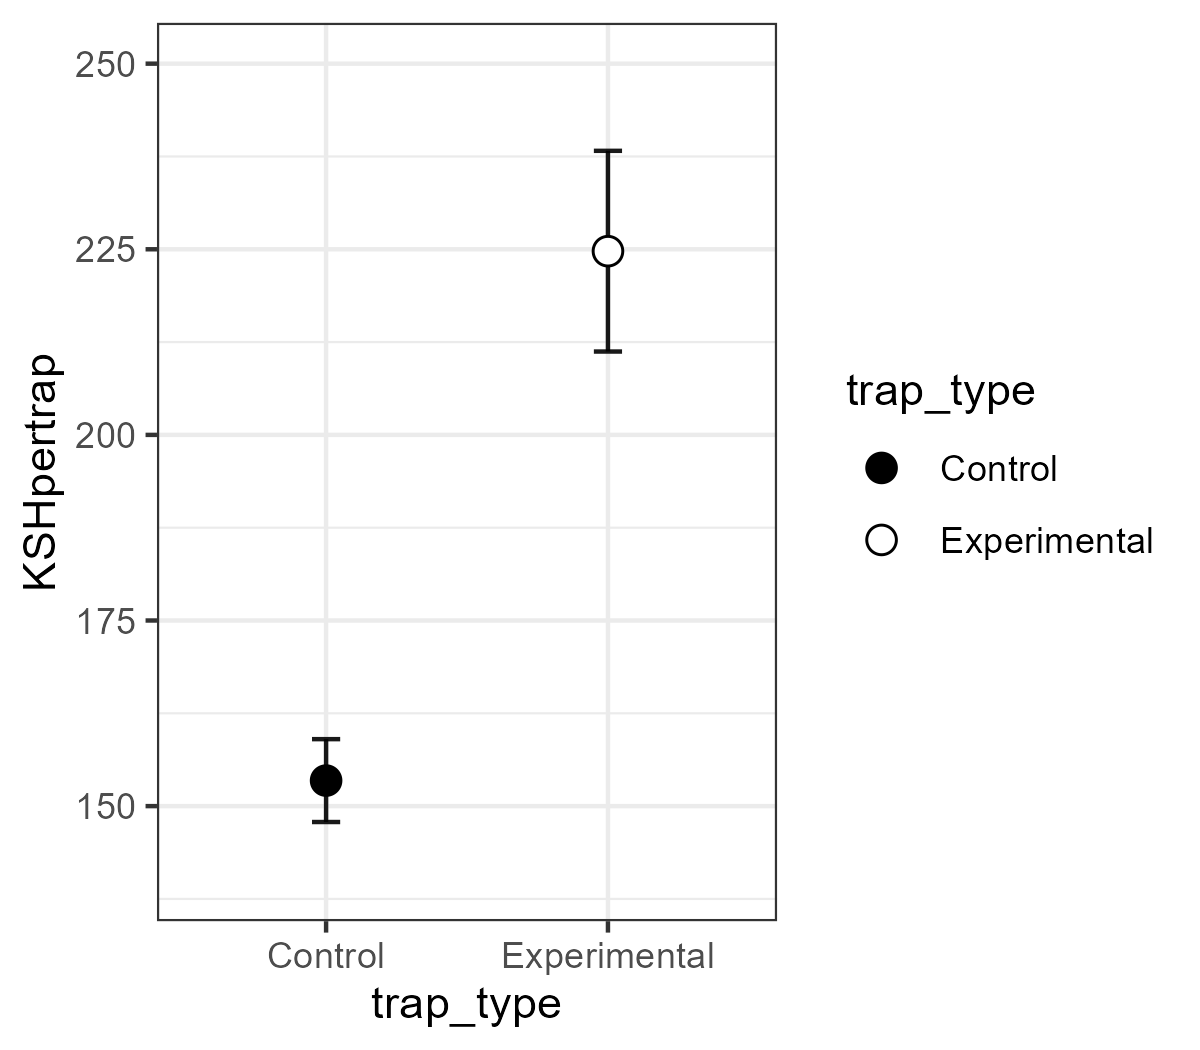 250
225
200
175
150
KSHpertrap
Control
Experimental
trap_type
trap_type
Control
Experimental